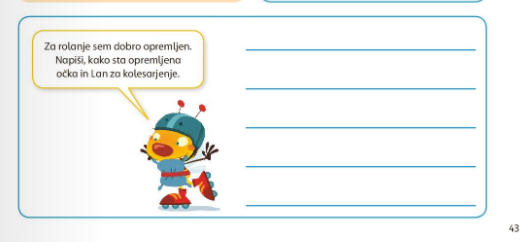 Za rolanje sem dobro opremljen.
Napiši, kako sta opremljena
očka in Lan za kolesarjenje.
43